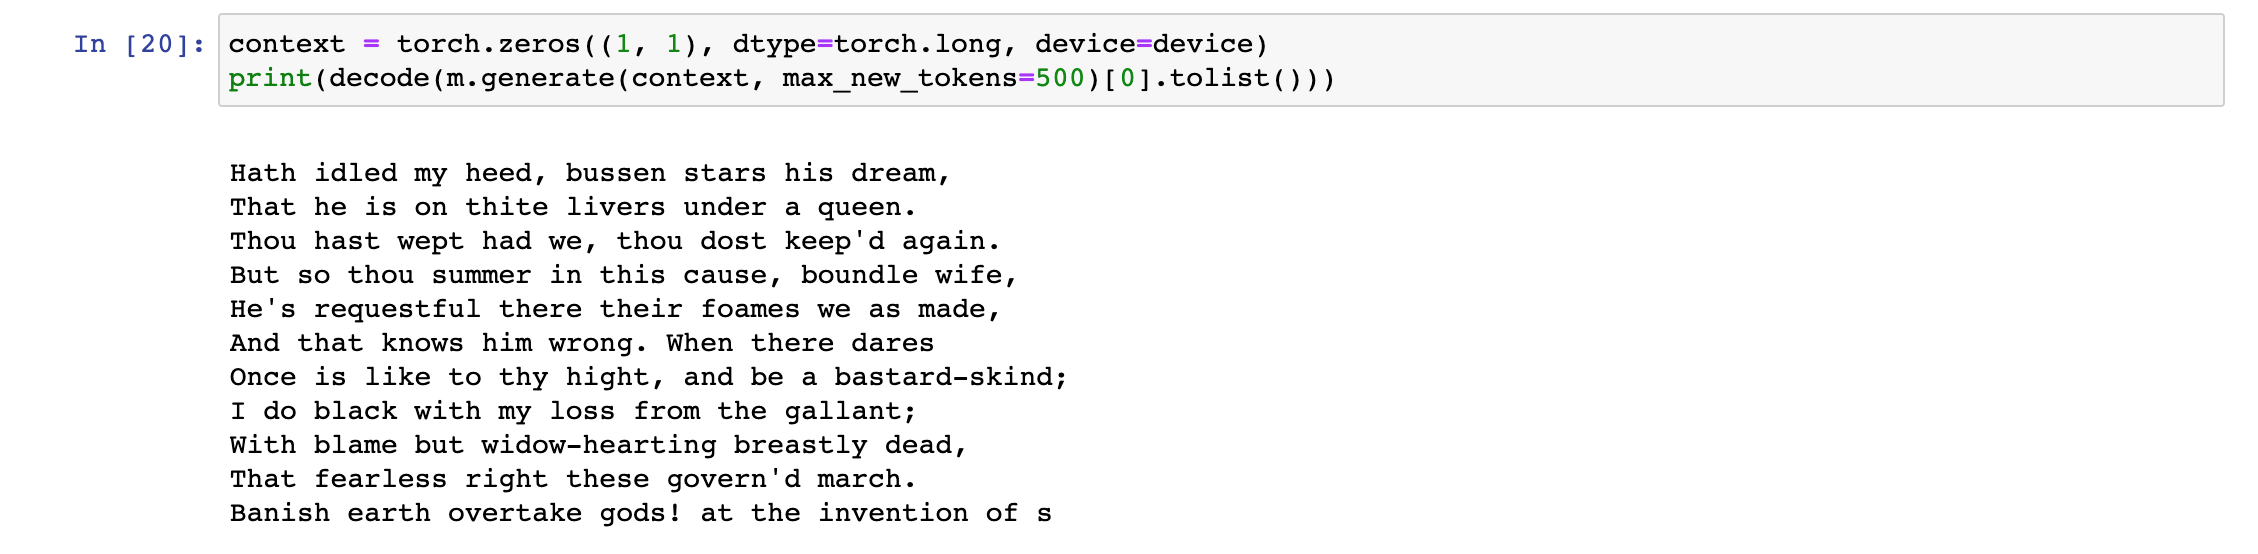 In [20]: context = torch.zeros((1, 1), dtype=torch.long, device=device)
print(decode(m.generate(context, max_new_tokens=500)[0].tolist()))
Hath idled my heed, bussen stars his dream,
That he is on thite livers under a queen.
Thou hast wept had we, thou dost keep'd again.
But so thou summer in this cause, boundle wife,
He's requestful there their foames we as made,
And that knows him wrong. When there dares
Once is like to thy hight, and be a bastard-skind;
I do black with my loss from the gallant;
With blame but widow-hearting breastly dead,
That fearless right these govern'd march.
Banish earth overtake gods! at the invention of s